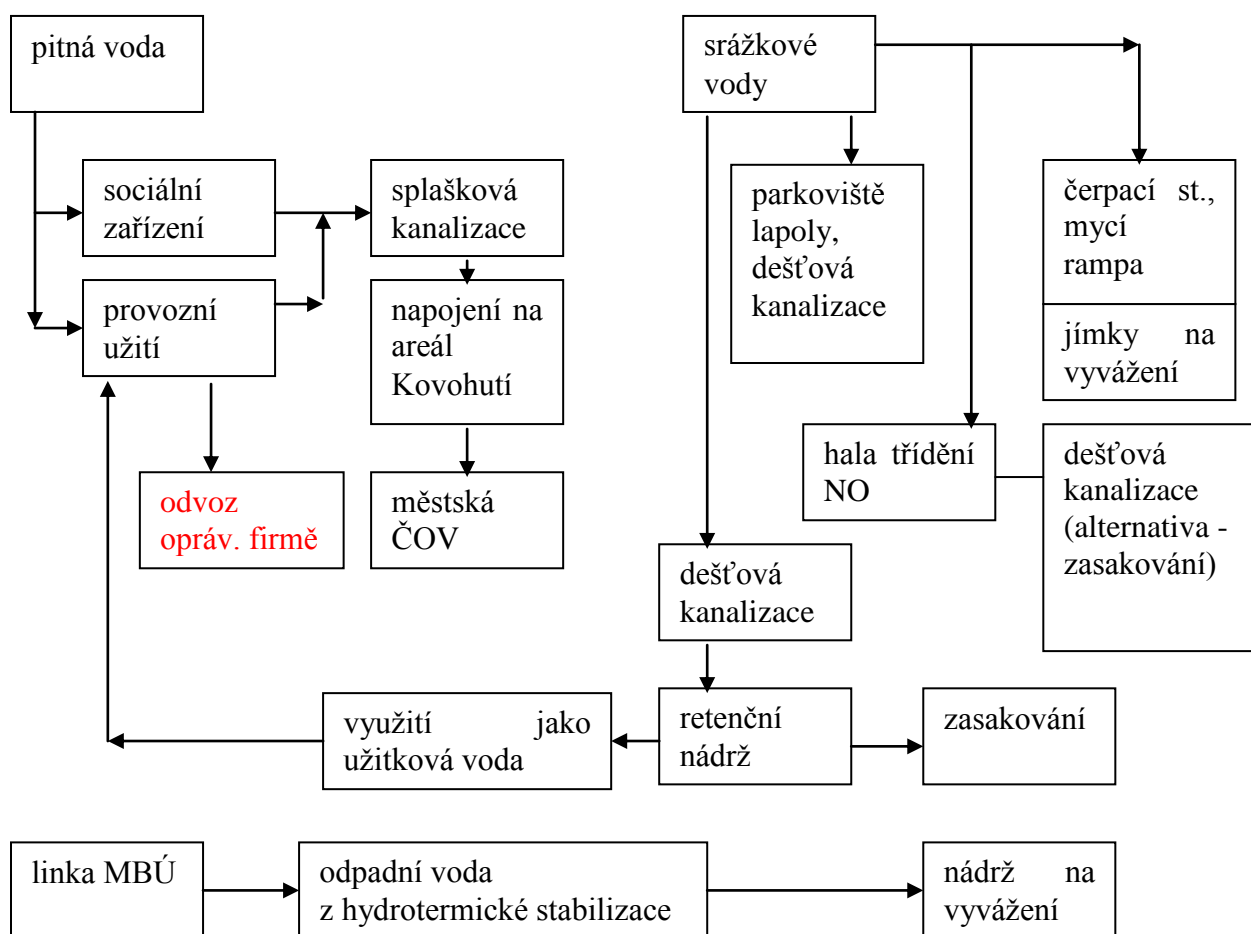 pitná voda
srážkové
vody
sociální
zařízení
splašková
kanalizace
parkoviště
lapoly,
dešťová
kanalizace
čerpací st.,
mycí
rampa
provozní
užití
napojení na
areál
Kovohutí
jímky na
vyvážení
hala třídění
NO
dešťová
kanalizace
(alternativa -
zasakování)
odvoz
opráv. firmě
městská
ČOV
dešťová
kanalizace
využití jako
užitková voda
retenční
nádrž
zasakování
linka MBÚ
odpadní voda
z hydrotermické stabilizace
nádrž na
vyvážení